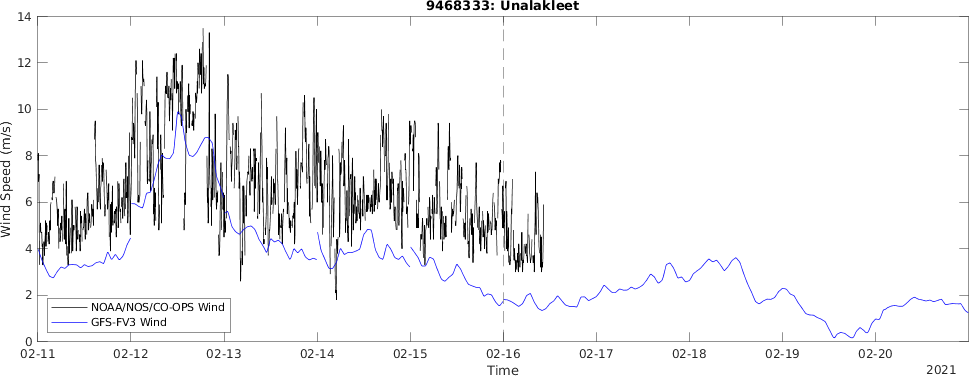 9468333: Unalakleet
Wind Speed (m/s)
14
12
10
8
6
4
2
0
NOAA/NOS/CO-OPS Wind
GFS-FV3 Wind
02-11 02-12 02-13 02-14 02-15 02-16 02-17 02-18 02-19 02-20
Time
2021